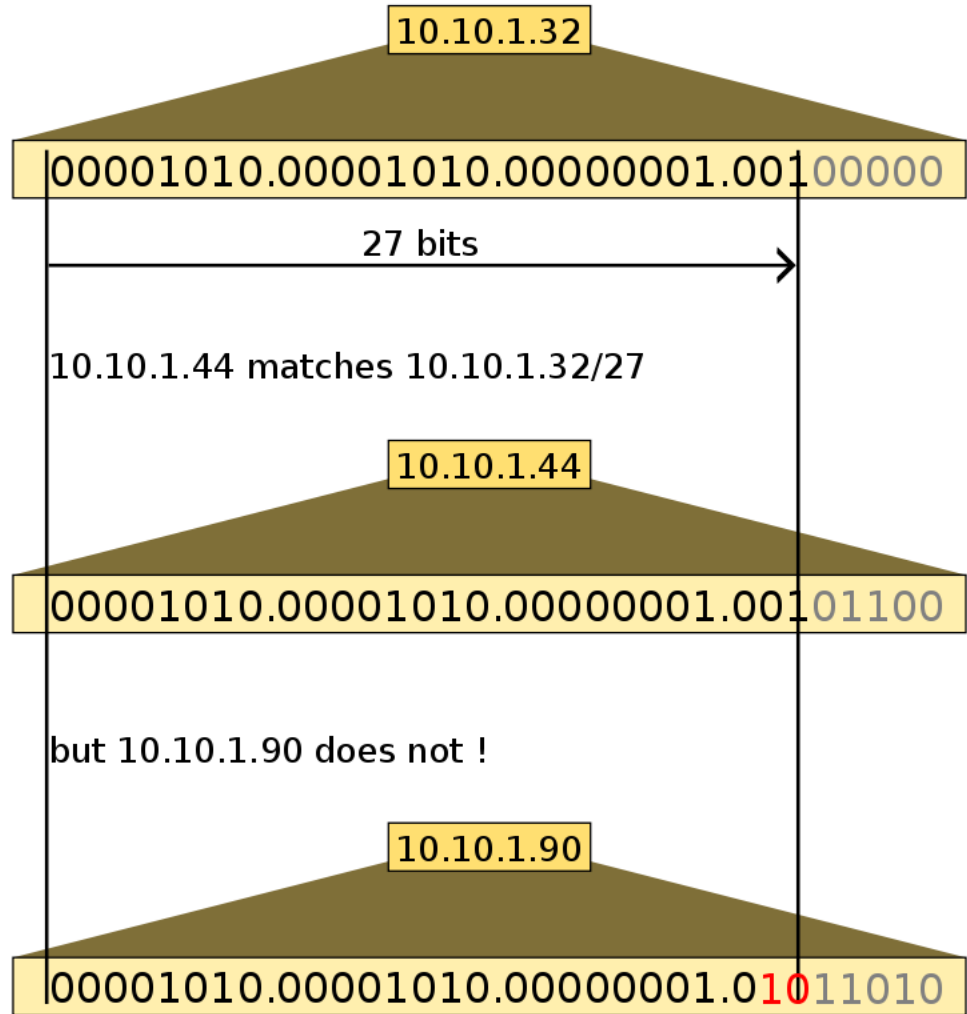 10.10.1.32
00001010.00001010.00000001.00100000
27 bits
10.10.1.44 matches 10.10.1.32/27
10.10.1.44
00001010.00001010.00000001.00101100
but 10.10.1.90 does not !
10.10.1.90
00001010.00001010.00000001.01011010